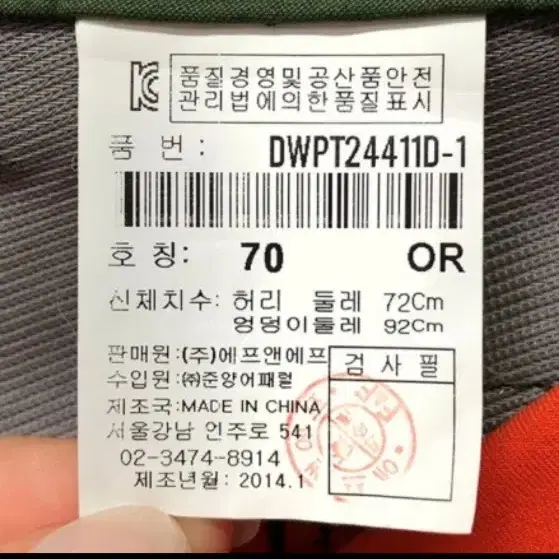 품질경영및공산품안전
관리법에의한품질표시
품 번 : DWPT24411D-1
호 칭: 70 OR
신체치수: 허리 둘레 72Cm
엉덩이둘레 92Cm
판매원:(주)에프앤에프
검 사 필
수입원:㈜준양어패럴
제조국:MADE IN CHINA
서울강남 언주로 541
02-3474-8914
제조년월: 2014.1